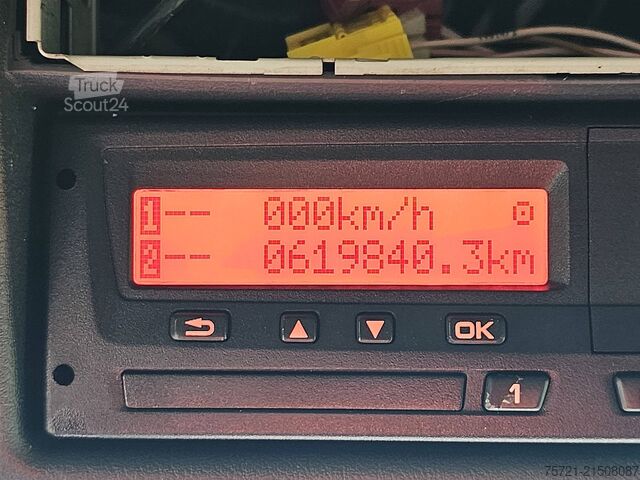 Truck
Scout24
1-- 000km/h
2-- 0619840.3km
OK
1
75721-21508087